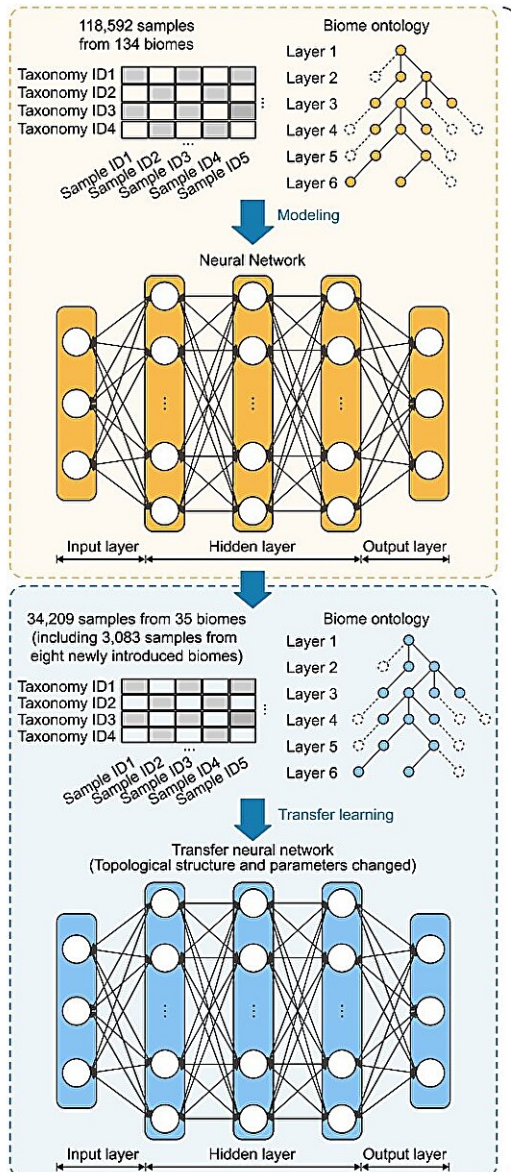 118,592 samples
from 134 biomes
Biome ontology
Taxonomy ID1
Taxonomy ID2
Taxonomy ID3
Taxonomy ID4
...
...
Sample ID1
Sample ID2
Sample ID3
Sample ID4
Sample ID5
Layer 1
Layer 2
Layer 3
Layer 4
Layer 5
Layer 6
Modeling
Neural Network
...
...
...
Input layer
Hidden layer
Output layer
34,209 samples from 35 biomes
(including 3,083 samples from
eight newly introduced biomes)
Biome ontology
Taxonomy ID1
Taxonomy ID2
Taxonomy ID3
Taxonomy ID4
...
...
Sample ID1
Sample ID2
Sample ID3
Sample ID4
Sample ID5
Layer 1
Layer 2
Layer 3
Layer 4
Layer 5
Layer 6
Transfer learning
Transfer neural network
(Topological structure and parameters changed)
...
...
...
Input layer
Hidden layer
Output layer